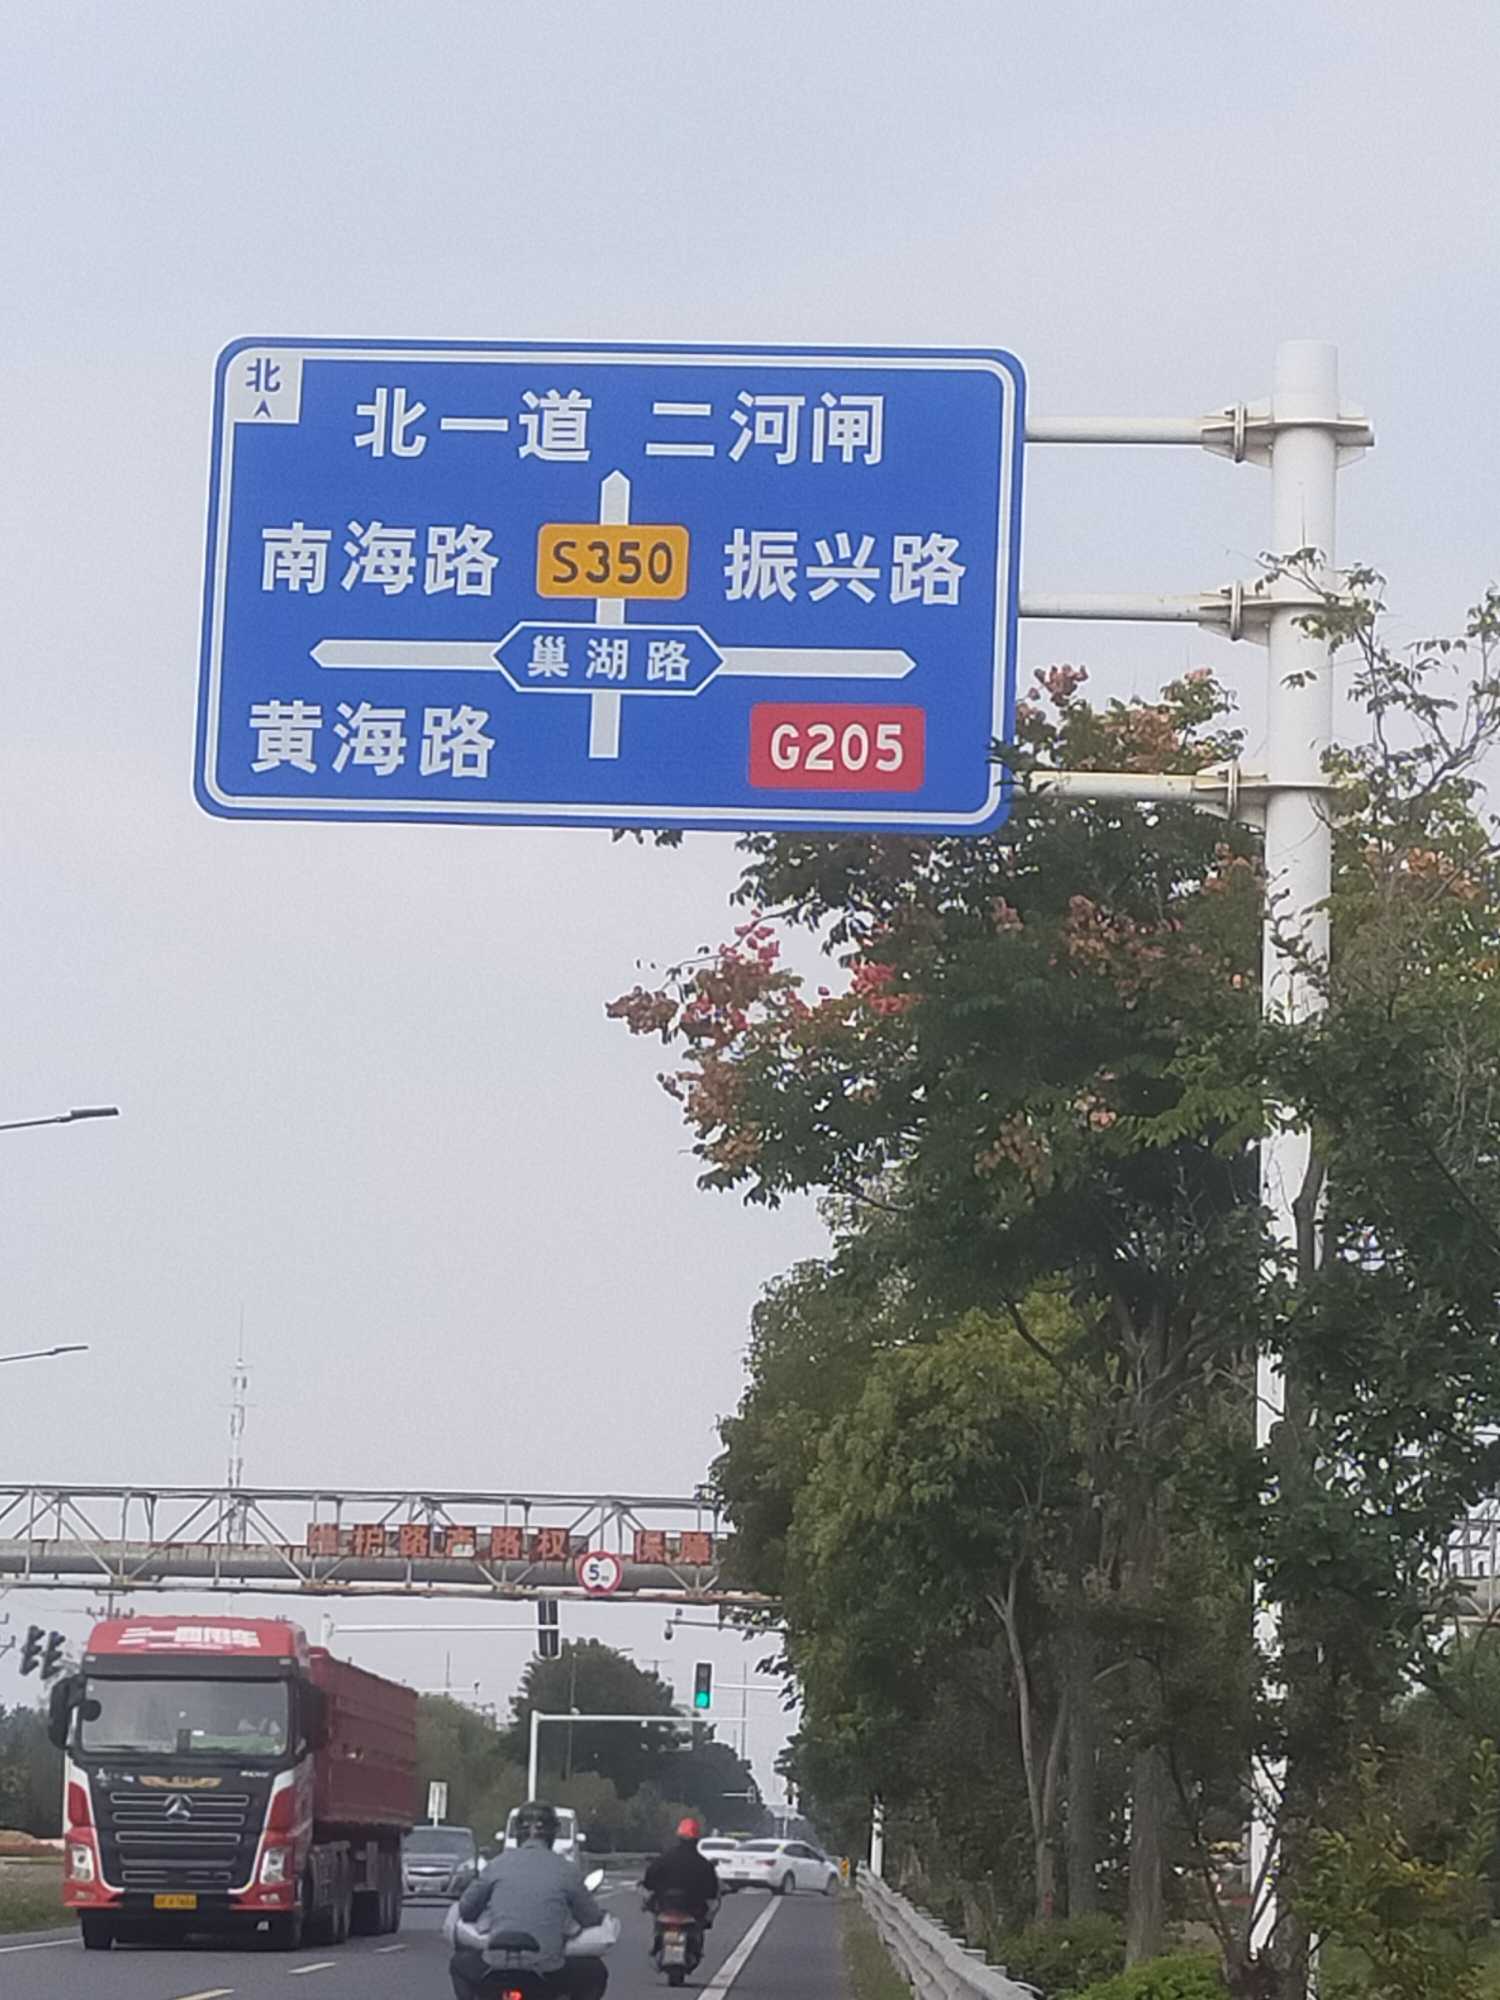 北
北一道 二河闸
南海路 S350 振兴路
巢湖路
黄海路 G205
维护路产路权 保障
5m